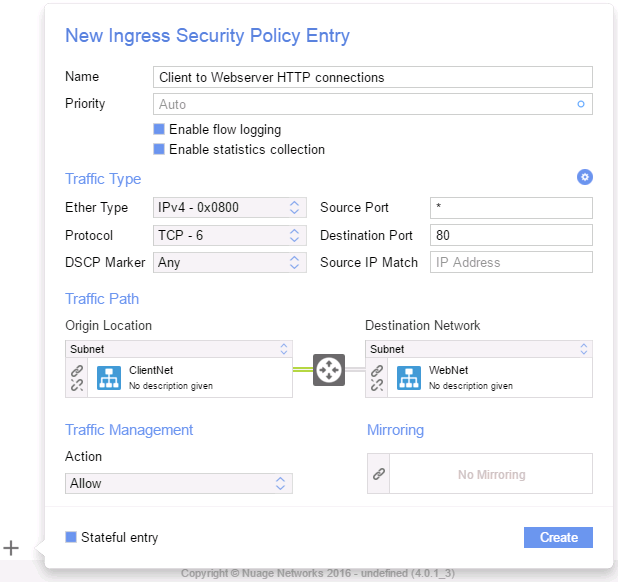 New Ingress Security Policy Entry
Name Client to Webserver HTTP connections
Priority Auto
Enable flow logging
Enable statistics collection
Traffic Type
Ether Type IPv4 - 0x0800 Source Port *
Protocol TCP - 6 Destination Port 80
DSCP Marker Any Source IP Match IP Address
Traffic Path
Origin Location Destination Network
Subnet Subnet
ClientNet WebNet
No description given No description given
Traffic Management Mirroring
Action
Allow No Mirroring
Stateful entry Create
Copyright © Nuage Networks 2016 - undefined (4.0.1_3)